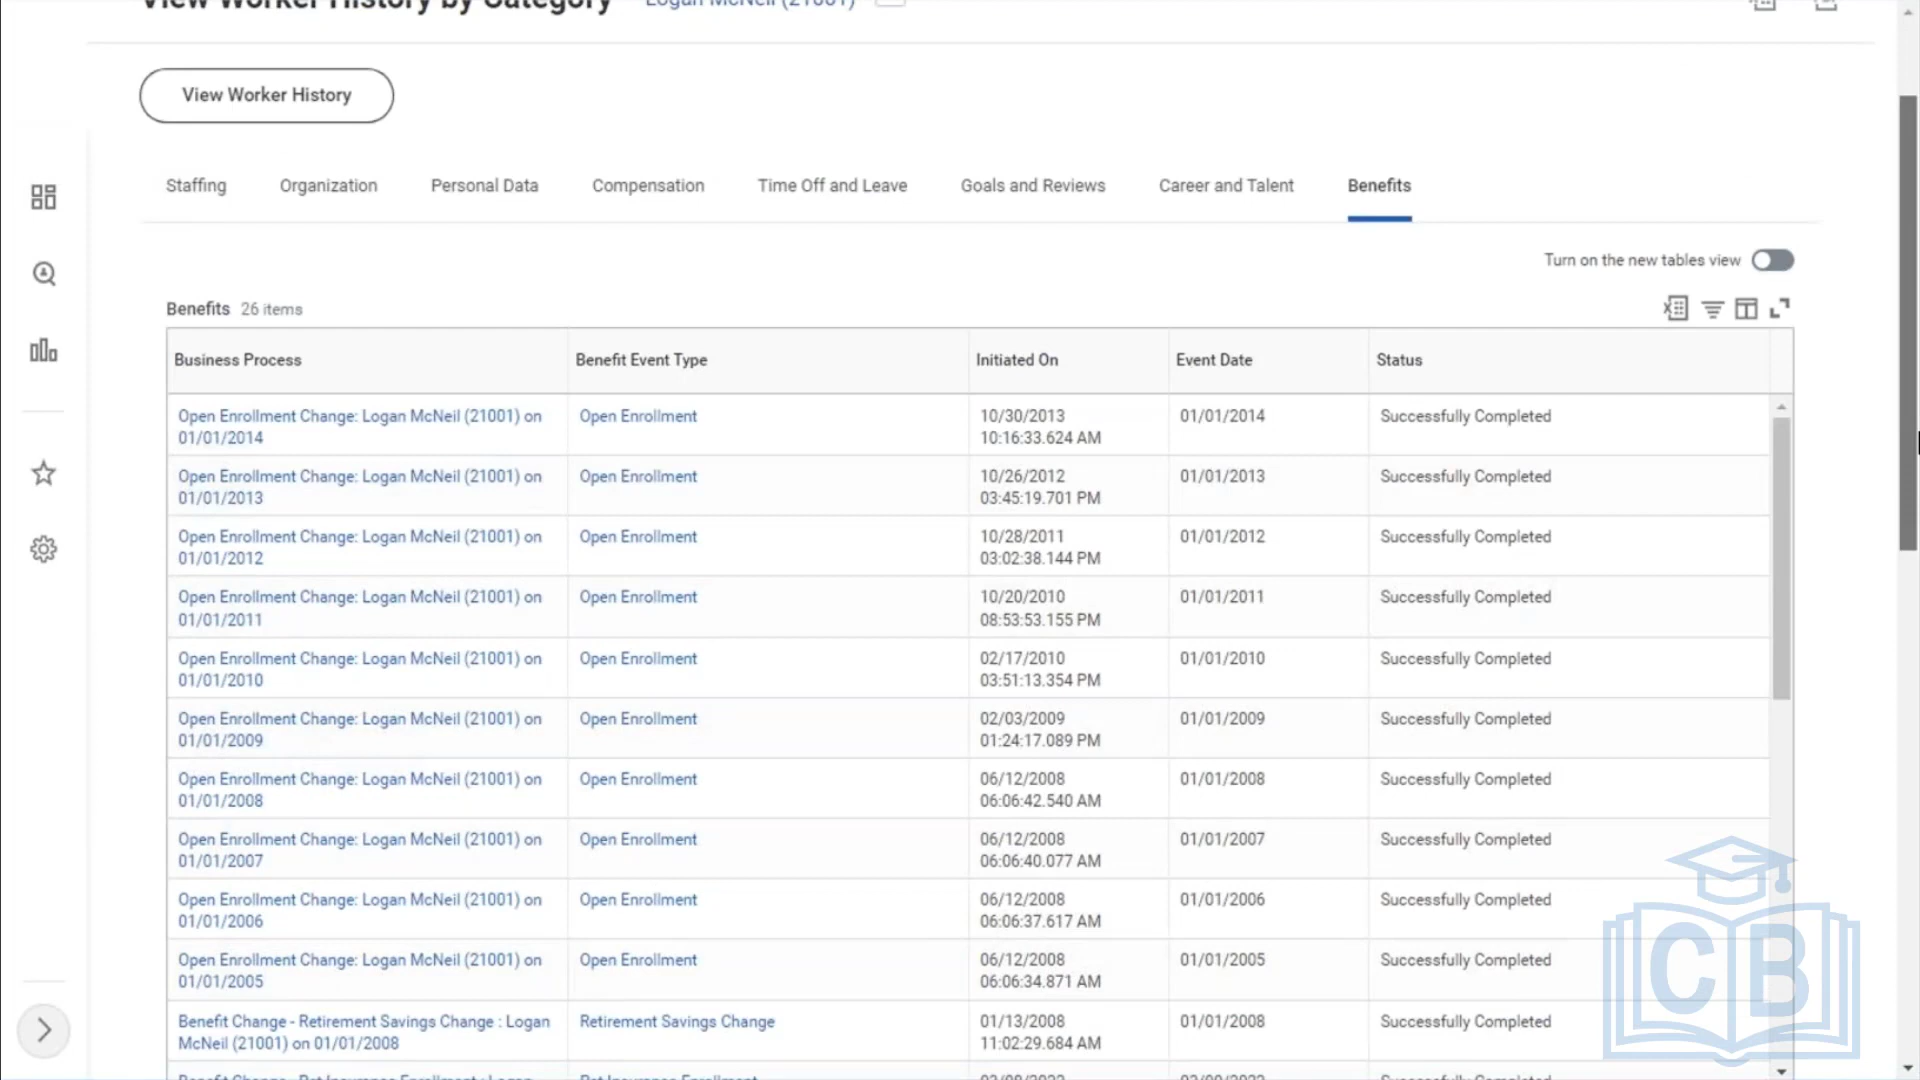 View Worker History by Category Logan McNeil (21001)
View Worker History
Staffing Organization Personal Data Compensation Time Off and Leave Goals and Reviews Career and Talent Benefits
Turn on the new tables view
Benefits 26 items
Business Process Benefit Event Type Initiated On Event Date Status
Open Enrollment Change: Logan McNeil (21001) on Open Enrollment 10/30/2013 01/01/2014 Successfully Completed
01/01/2014 10:16:33.624 AM
Open Enrollment Change: Logan McNeil (21001) on Open Enrollment 10/26/2012 01/01/2013 Successfully Completed
01/01/2013 03:45:19.701 PM
Open Enrollment Change: Logan McNeil (21001) on Open Enrollment 10/28/2011 01/01/2012 Successfully Completed
01/01/2012 03:02:38.144 PM
Open Enrollment Change: Logan McNeil (21001) on Open Enrollment 10/20/2010 01/01/2011 Successfully Completed
01/01/2011 08:53:53.155 PM
Open Enrollment Change: Logan McNeil (21001) on Open Enrollment 02/17/2010 01/01/2010 Successfully Completed
01/01/2010 03:51:13.354 PM
Open Enrollment Change: Logan McNeil (21001) on Open Enrollment 02/03/2009 01/01/2009 Successfully Completed
01/01/2009 01:24:17.089 PM
Open Enrollment Change: Logan McNeil (21001) on Open Enrollment 06/12/2008 01/01/2008 Successfully Completed
01/01/2008 06:06:42.540 AM
Open Enrollment Change: Logan McNeil (21001) on Open Enrollment 06/12/2008 01/01/2007 Successfully Completed
01/01/2007 06:06:40.077 AM
Open Enrollment Change: Logan McNeil (21001) on Open Enrollment 06/12/2008 01/01/2006 Successfully Completed
01/01/2006 06:06:37.617 AM
Open Enrollment Change: Logan McNeil (21001) on Open Enrollment 06/12/2008 01/01/2005 Successfully Completed
01/01/2005 06:06:34.871 AM
Benefit Change - Retirement Savings Change : Logan Retirement Savings Change 01/13/2008 01/01/2008 Successfully Completed
McNeil (21001) on 01/01/2008 11:02:29.684 AM
CB